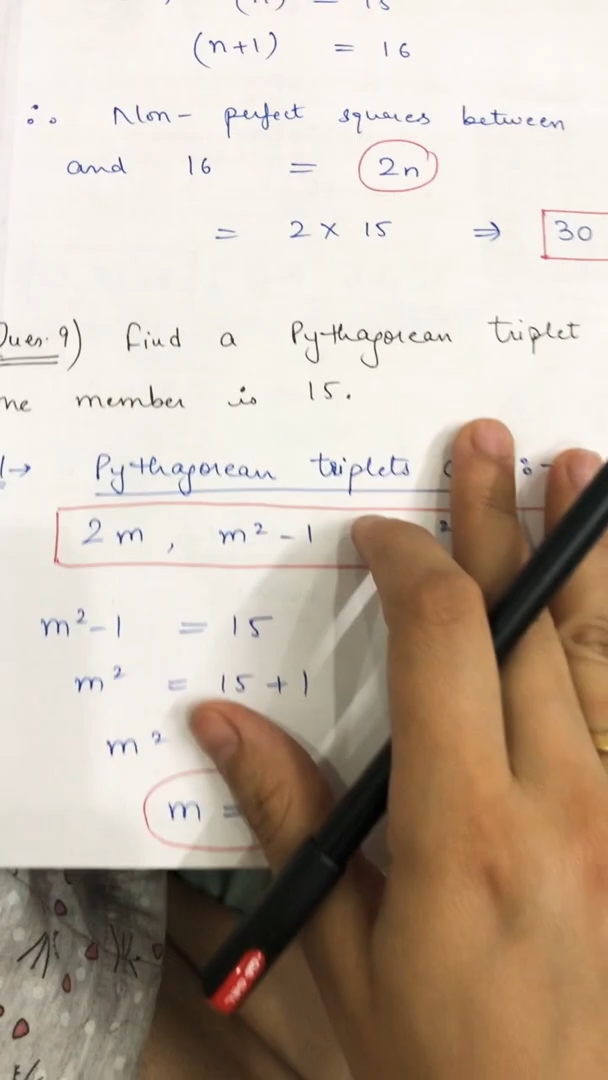 (n+1) = 16
∴ Non-perfect squares between
and 16 = 2n
= 2 × 15 ⇒ 30
Ques. 9) Find a Pythagorean triplet
member is 15.
Pythagorean triplets :-
2m, m²-1 2
m²-1 = 15
m² = 15+1
m²
m =